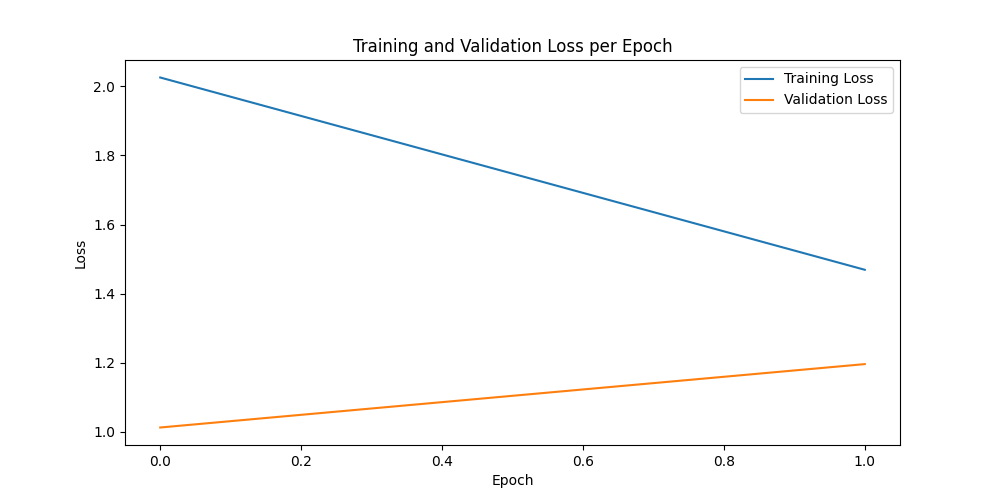 Training and Validation Loss per Epoch
Training Loss
Validation Loss
Loss
2.0
1.8
1.6
1.4
1.2
1.0
0.0 0.2 0.4 0.6 0.8 1.0
Epoch